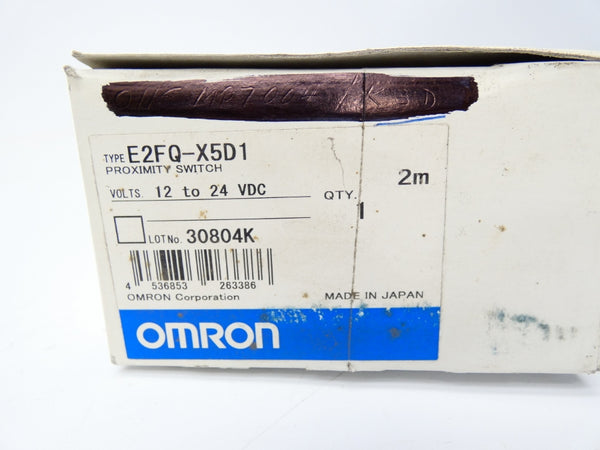 TYPE E2FQ-X5D1
PROXIMITY SWITCH
VOLTS. 12 to 24 VDC
QTY. 1
2m
LOT No. 30804K
4 536853 263386
OMRON Corporation
MADE IN JAPAN
OMRON